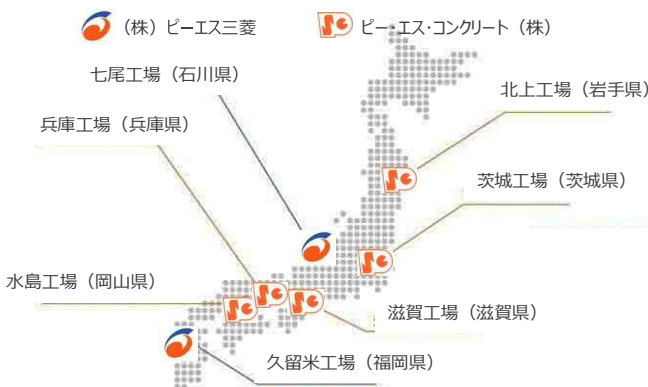 (株)ピーエス三菱
ピー・エス・コンクリート(株)
七尾工場(石川県)
北上工場(岩手県)
兵庫工場(兵庫県)
茨城工場(茨城県)
水島工場(岡山県)
滋賀工場(滋賀県)
久留米工場(福岡県)